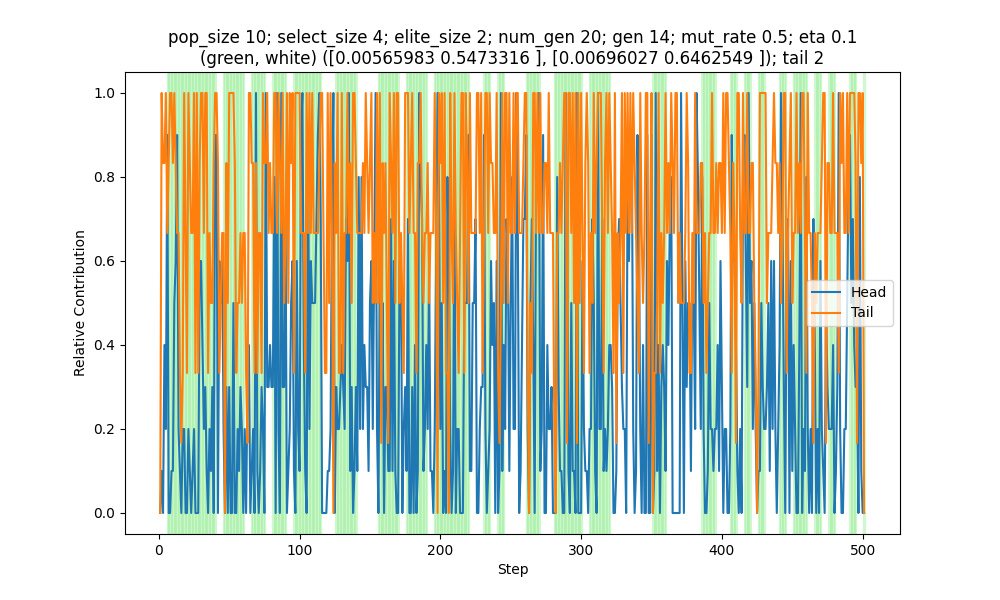 pop_size 10; select_size 4; elite_size 2; num_gen 20; gen 14; mut_rate 0.5; eta 0.1
(green, white) ([0.00565983 0.5473316 ], [0.00696027 0.6462549 ]); tail 2
1.0
0.8
0.6
0.4
0.2
0.0
Relative Contribution
Head
Tail
0
100
200
300
400
500
Step